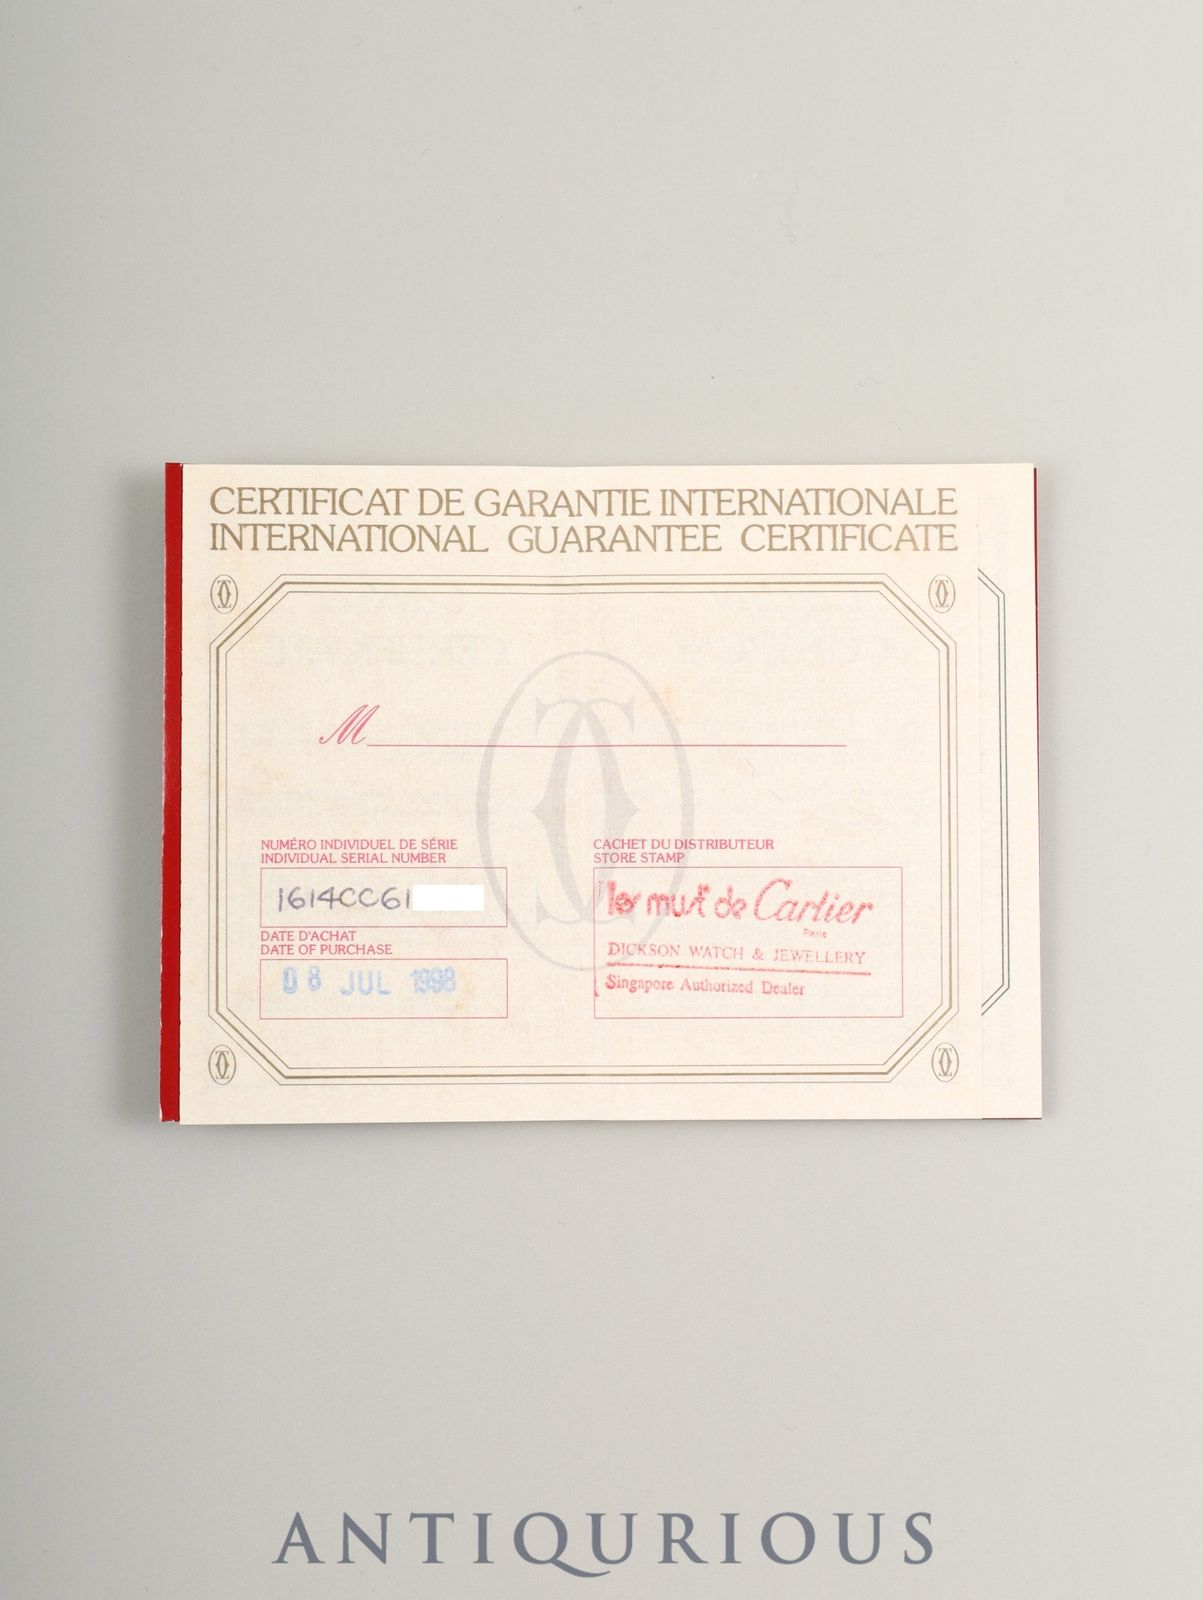 CERTIFICAT DE GARANTIE INTERNATIONALE
INTERNATIONAL GUARANTEE CERTIFICATE
M
NUMÉRO INDIVIDUEL DE SÉRIE
INDIVIDUAL SERIAL NUMBER
1614CC61
DATE D'ACHAT
DATE OF PURCHASE
08 JUL 1998
CACHET DU DISTRIBUTEUR
STORE STAMP
les must de Cartier
Paris
DICKSON WATCH & JEWELLERY
Singapore Authorized Dealer
ANTIQURIOUS